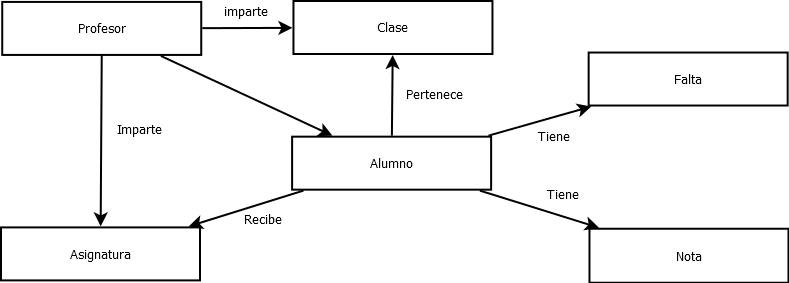 Profesor
imparte
Clase
Pertenece
Falta
Imparte
Tiene
Alumno
Tiene
Recibe
Asignatura
Nota